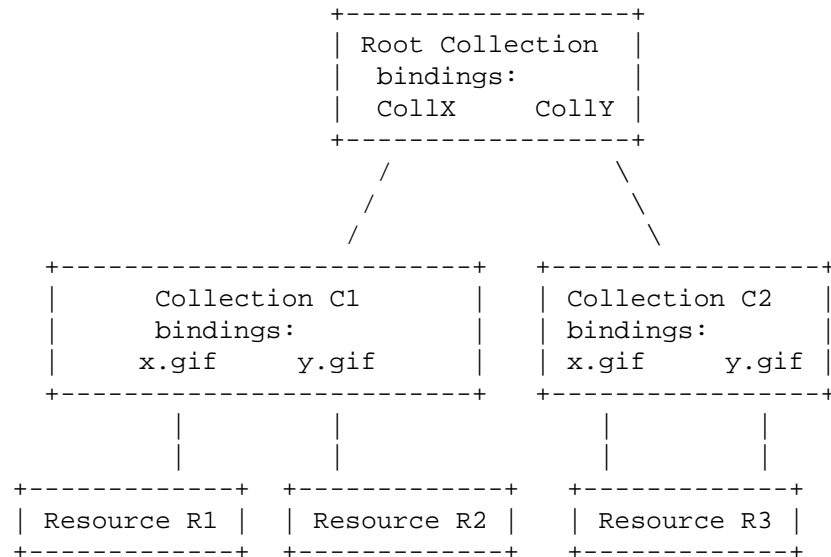 Root Collection
bindings:
CollX CollY
Collection C1 Collection C2
bindings: bindings:
x.gif y.gif x.gif y.gif
Resource R1 Resource R2 Resource R3